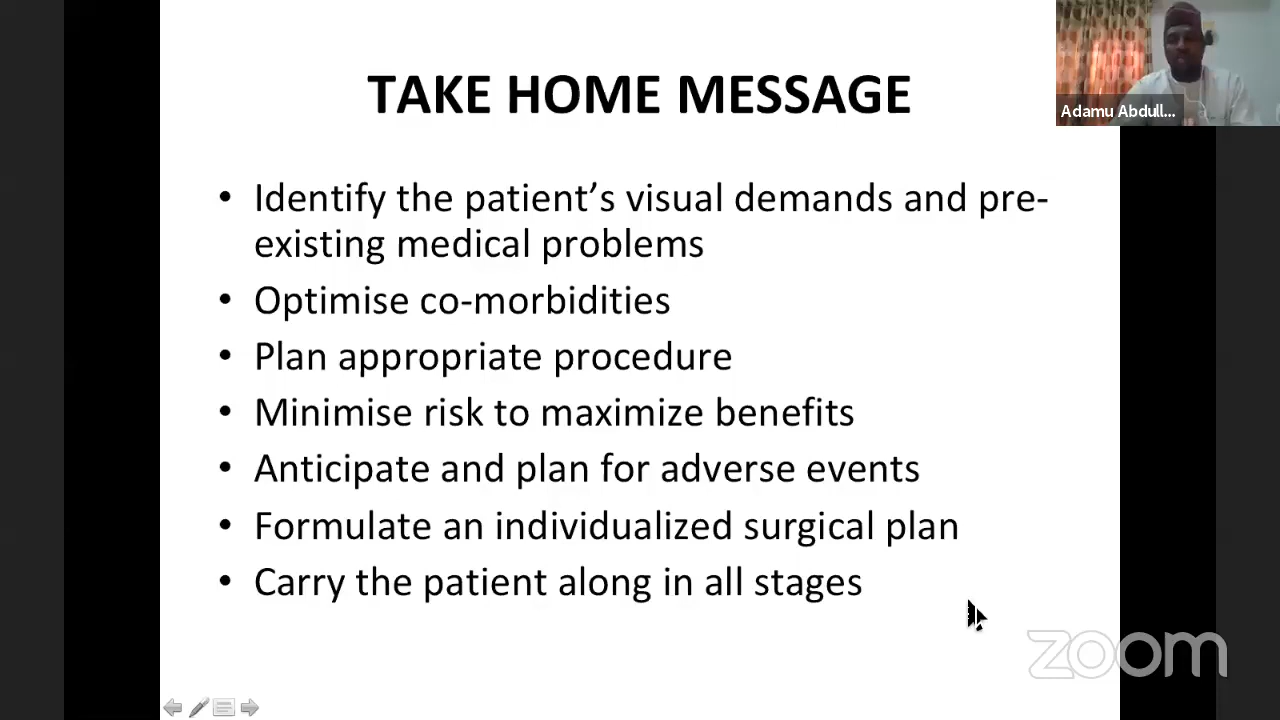 TAKE HOME MESSAGE
Adamu Abdull...
• Identify the patient’s visual demands and pre-
existing medical problems
• Optimise co-morbidities
• Plan appropriate procedure
• Minimise risk to maximize benefits
• Anticipate and plan for adverse events
• Formulate an individualized surgical plan
• Carry the patient along in all stages
zoom